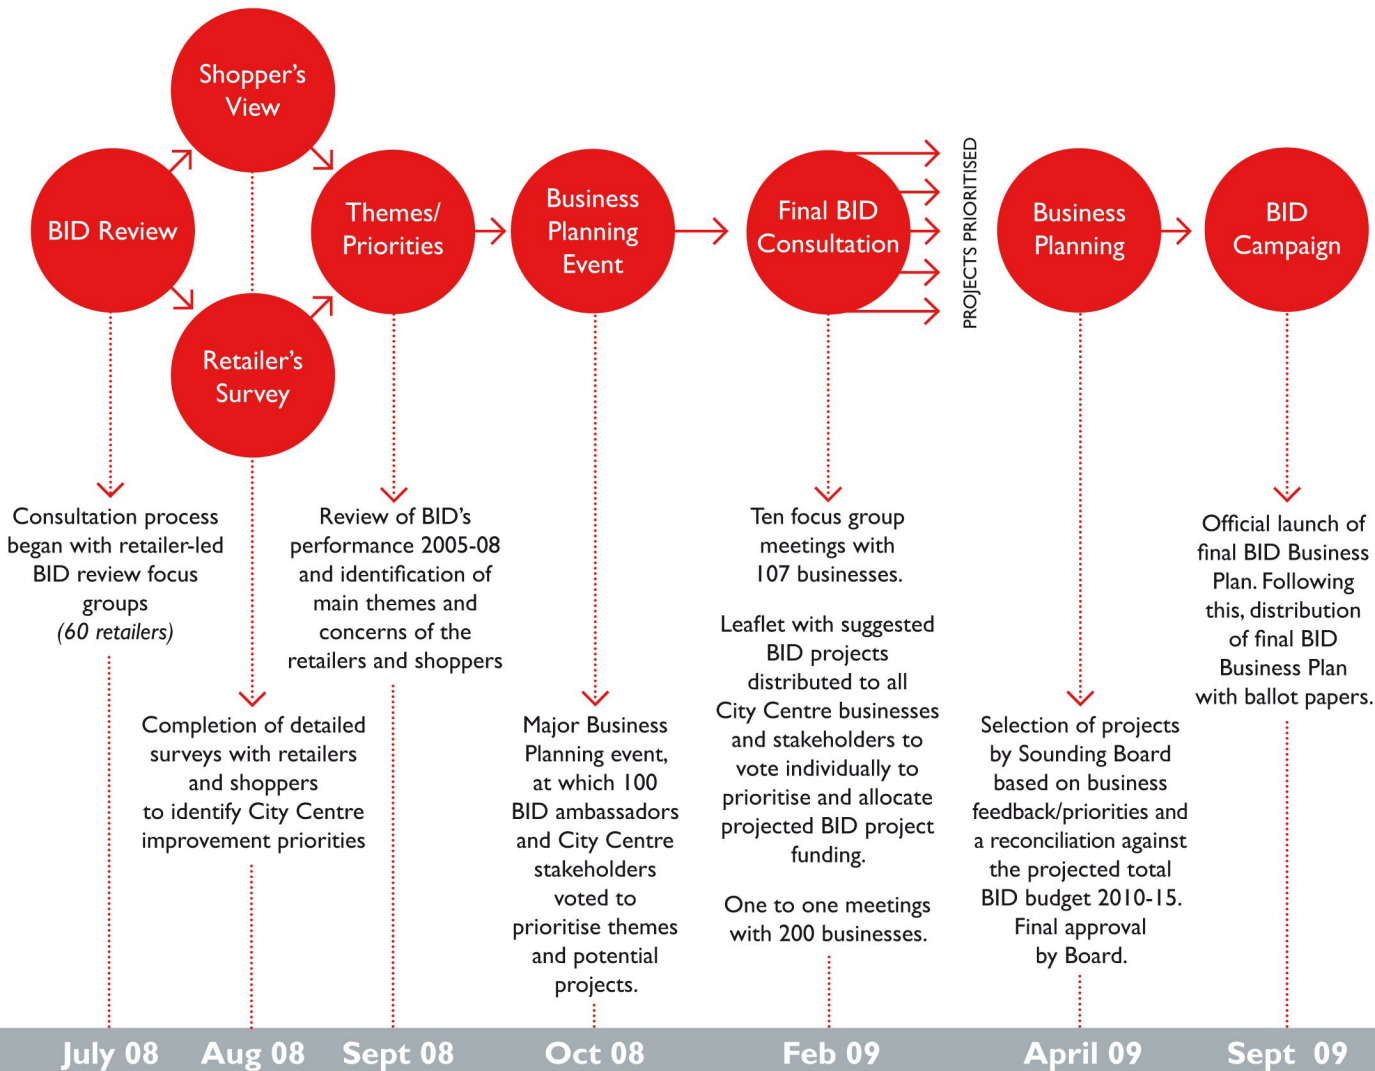 Shopper's
View
BID Review
Retailer's
Survey
Themes/
Priorities
Business
Planning
Event
Final BID
Consultation
PROJECTS PRIORITISED
Business
Planning
BID
Campaign
Consultation process
began with retailer-led
BID review focus
groups
(60 retailers)
Completion of detailed
surveys with retailers
and shoppers
to identify City Centre
improvement priorities
Review of BID's
performance 2005-08
and identification of
main themes and
concerns of the
retailers and shoppers
Major Business
Planning event,
at which 100
BID ambassadors
and City Centre
stakeholders
voted to
prioritise themes
and potential
projects.
Ten focus group
meetings with
107 businesses.
Leaflet with suggested
BID projects
distributed to all
City Centre businesses
and stakeholders to
vote individually to
prioritise and allocate
projected BID project
funding.
One to one meetings
with 200 businesses.
Selection of projects
by Sounding Board
based on business
feedback/priorities and
a reconciliation against
the projected total
BID budget 2010-15.
Final approval
by Board.
Official launch of
final BID Business
Plan. Following
this, distribution
of final BID
Business Plan
with ballot papers.
July 08
Aug 08
Sept 08
Oct 08
Feb 09
April 09
Sept 09